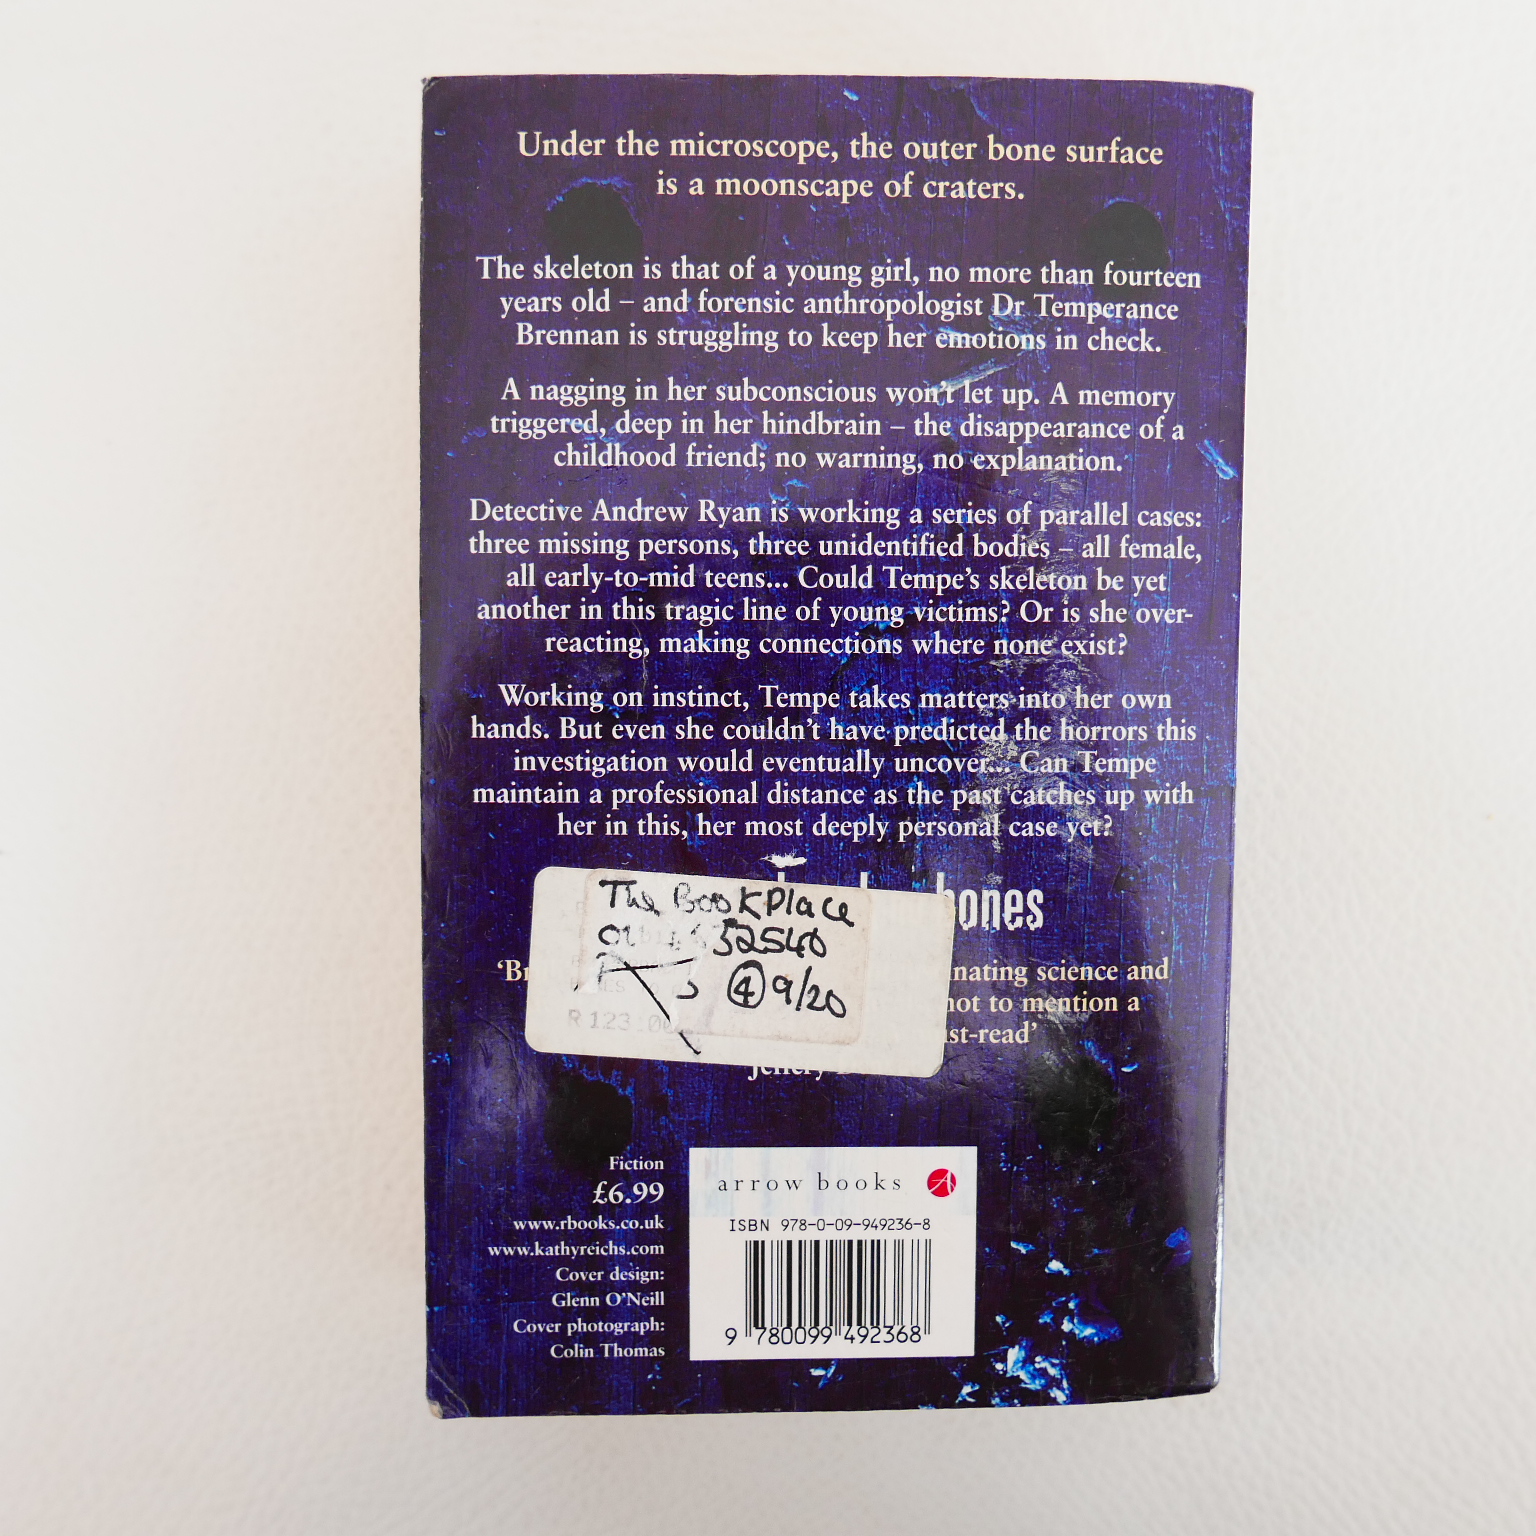 Under the microscope, the outer bone surface
is a moonscape of craters.
The skeleton is that of a young girl, no more than fourteen
years old – and forensic anthropologist Dr Temperance
Brennan is struggling to keep her emotions in check.
A nagging in her subconscious won't let up. A memory
triggered, deep in her hindbrain – the disappearance of a
childhood friend; no warning, no explanation.
Detective Andrew Ryan is working a series of parallel cases:
three missing persons, three unidentified bodies – all female,
all early-to-mid teens... Could Tempe's skeleton be yet
another in this tragic line of young victims? Or is she over-
reacting, making connections where none exist?
Working on instinct, Tempe takes matters into her own
hands. But even she couldn't have predicted the horrors this
investigation would eventually uncover... Can Tempe
maintain a professional distance as the past catches up with
her in this, her most deeply personal case yet?
bones
The BookPlace
52540
4 9/20
R 123.00
science and
not to mention a
Fiction
£6.99
www.rbooks.co.uk
www.kathyreichs.com
Cover design:
Glenn O'Neill
Cover photograph:
Colin Thomas
arrow books
ISBN 978-0-09-949236-8
9 780099 492368